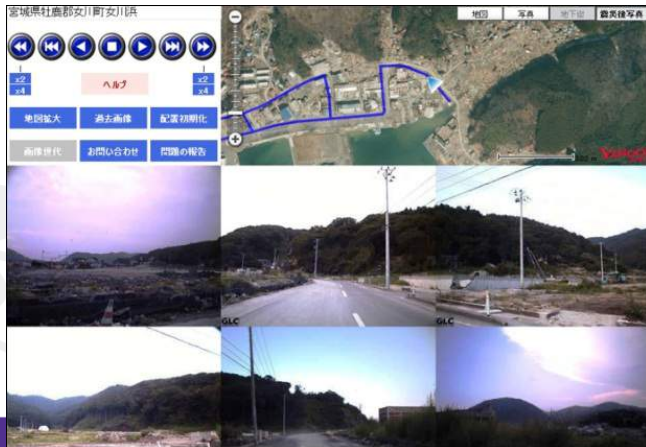 宮城県牡鹿郡女川町女川浜
地図 写真 地下街 震災後写真
x2
x4
ヘルプ
x2
x4
地図拡大 過去画像 配置初期化
画像世代 お問い合わせ 問題の報告
YAHOO!
GLC
GLC